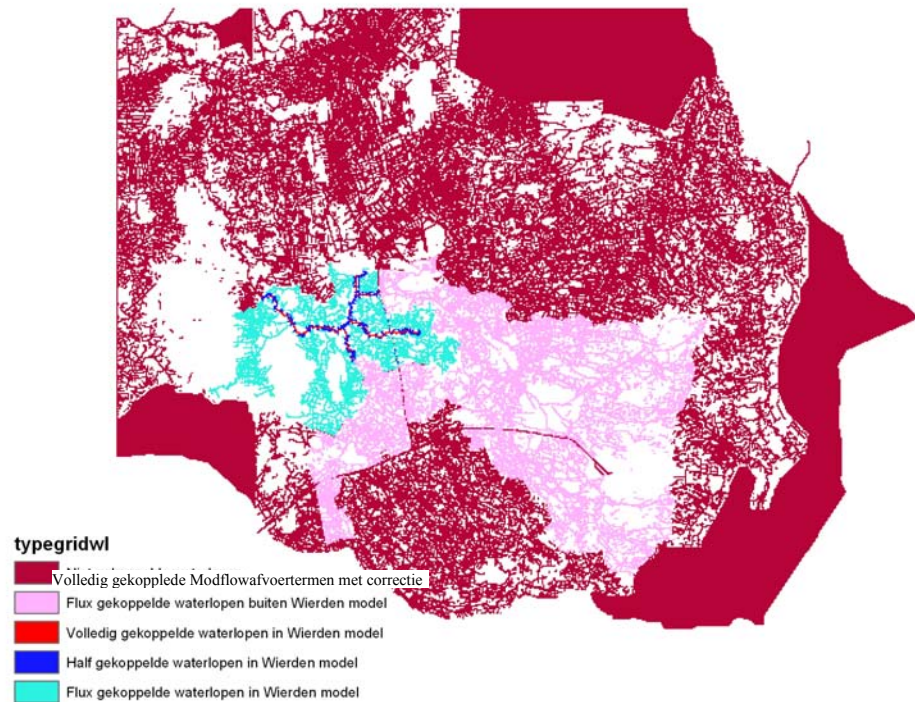 typegridwl
Volledig gekopplede Modflowafvoertermen met correctie
Flux gekoppelde waterlopen buiten Wierden model
Volledig gekoppelde waterlopen in Wierden model
Half gekoppelde waterlopen in Wierden model
Flux gekoppelde waterlopen in Wierden model